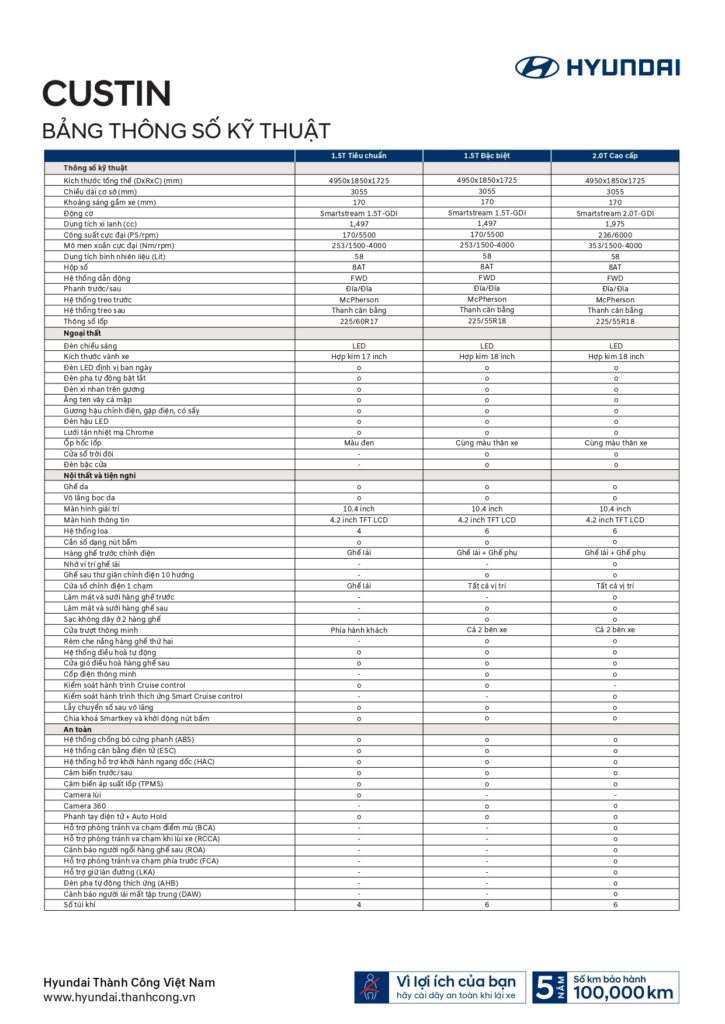 HYUNDAI
CUSTIN
BẢNG THÔNG SỐ KỸ THUẬT
1.5T Tiêu chuẩn 1.5T Đặc biệt 2.0T Cao cấp
Thông số kỹ thuật
Kích thước tổng thể (DxRxC) (mm) 4950x1850x1725 4950x1850x1725 4950x1850x1725
Chiều dài cơ sở (mm) 3055 3055 3055
Khoảng sáng gầm xe (mm) 170 170 170
Động cơ Smartstream 1.5T-GDI Smartstream 1.5T-GDI Smartstream 2.0T-GDI
Dung tích xi lanh (cc) 1,497 1,497 1,975
Công suất cực đại (PS/rpm) 170/5500 170/5500 236/6000
Mô men xoắn cực đại (Nm/rpm) 253/1500-4000 253/1500-4000 353/1500-4000
Dung tích bình nhiên liệu (Lít) 58 58 58
Hộp số 8AT 8AT 8AT
Hệ thống dẫn động FWD FWD FWD
Phanh trước/sau Đĩa/Đĩa Đĩa/Đĩa Đĩa/Đĩa
Hệ thống treo trước McPherson McPherson McPherson
Hệ thống treo sau Thanh cân bằng Thanh cân bằng Thanh cân bằng
Thông số lốp 225/60R17 225/55R18 225/55R18
Ngoại thất
Đèn chiếu sáng LED LED LED
Kích thước vành xe Hợp kim 17 inch Hợp kim 18 inch Hợp kim 18 inch
Đèn LED định vị ban ngày o o o
Đèn pha tự động bật tắt o o o
Đèn xi nhan trên gương o o o
Ăng ten vây cá mập o o o
Gương hậu chỉnh điện, gập điện, có sấy o o o
Đèn hậu LED o o o
Lưới tản nhiệt mạ Chrome o o o
Ốp hốc lốp Màu đen Cùng màu thân xe Cùng màu thân xe
Cửa sổ trời đôi - o o
Đèn bậc cửa - o o
Nội thất và tiện nghi
Ghế da o o o
Vô lăng bọc da o o o
Màn hình giải trí 10.4 inch 10.4 inch 10.4 inch
Màn hình thông tin 4.2 inch TFT LCD 4.2 inch TFT LCD 4.2 inch TFT LCD
Hệ thống loa 4 6 6
Cần số dạng nút bấm o o o
Hàng ghế trước chỉnh điện Ghế lái Ghế lái + Ghế phụ Ghế lái + Ghế phụ
Nhớ ví trí ghế lái - - o
Ghế sau thư giãn chỉnh điện 10 hướng - o o
Cửa sổ chỉnh điện 1 chạm Ghế lái Tất cả vị trí Tất cả vị trí
Làm mát và sưởi hàng ghế trước - - o
Làm mát và sưởi hàng ghế sau - o o
Sạc không dây ở 2 hàng ghế - o o
Cửa trượt thông minh Phía hành khách Cả 2 bên xe Cả 2 bên xe
Rèm che nắng hàng ghế thứ hai - o o
Hệ thống điều hoà tự động o o o
Cửa gió điều hoà hàng ghế sau o o o
Cốp điện thông minh - o o
Kiểm soát hành trình Cruise control o o -
Kiểm soát hành trình thích ứng Smart Cruise control - - o
Lẫy chuyển số sau vô lăng o o o
Chìa khoá Smartkey và khởi động nút bấm o o o
An toàn
Hệ thống chống bó cứng phanh (ABS) o o o
Hệ thống cân bằng điện tử (ESC) o o o
Hệ thống hỗ trợ khởi hành ngang dốc (HAC) o o o
Cảm biến trước/sau o o o
Cảm biến áp suất lốp (TPMS) o o o
Camera lùi o - -
Camera 360 - o o
Phanh tay điện tử + Auto Hold o o o
Hỗ trợ phòng tránh va chạm điểm mù (BCA) - - o
Hỗ trợ phòng tránh va chạm khi lùi xe (RCCA) - - o
Cảnh báo người ngồi hàng ghế sau (ROA) - - o
Hỗ trợ phòng tránh va chạm phía trước (FCA) - - o
Hỗ trợ giữ làn đường (LKA) - - o
Đèn pha tự động thích ứng (AHB) - - o
Cảnh báo người lái mất tập trung (DAW) - - o
Số túi khí 4 6 6
Hyundai Thành Công Việt Nam
www.hyundai.thanhcong.vn
Vì lợi ích của bạn
hãy cài dây an toàn khi lái xe
5 NĂM
Số km bảo hành
100,000km